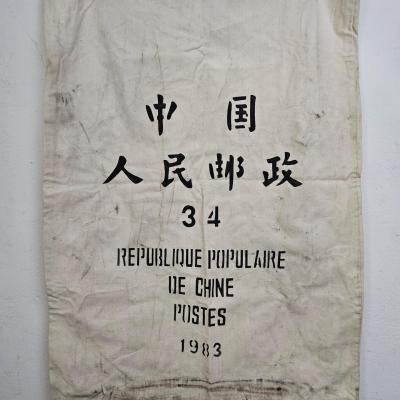 中国
人民邮政
34
REPUBLIQUE POPULAIRE
DE CHINE
POSTES
1983